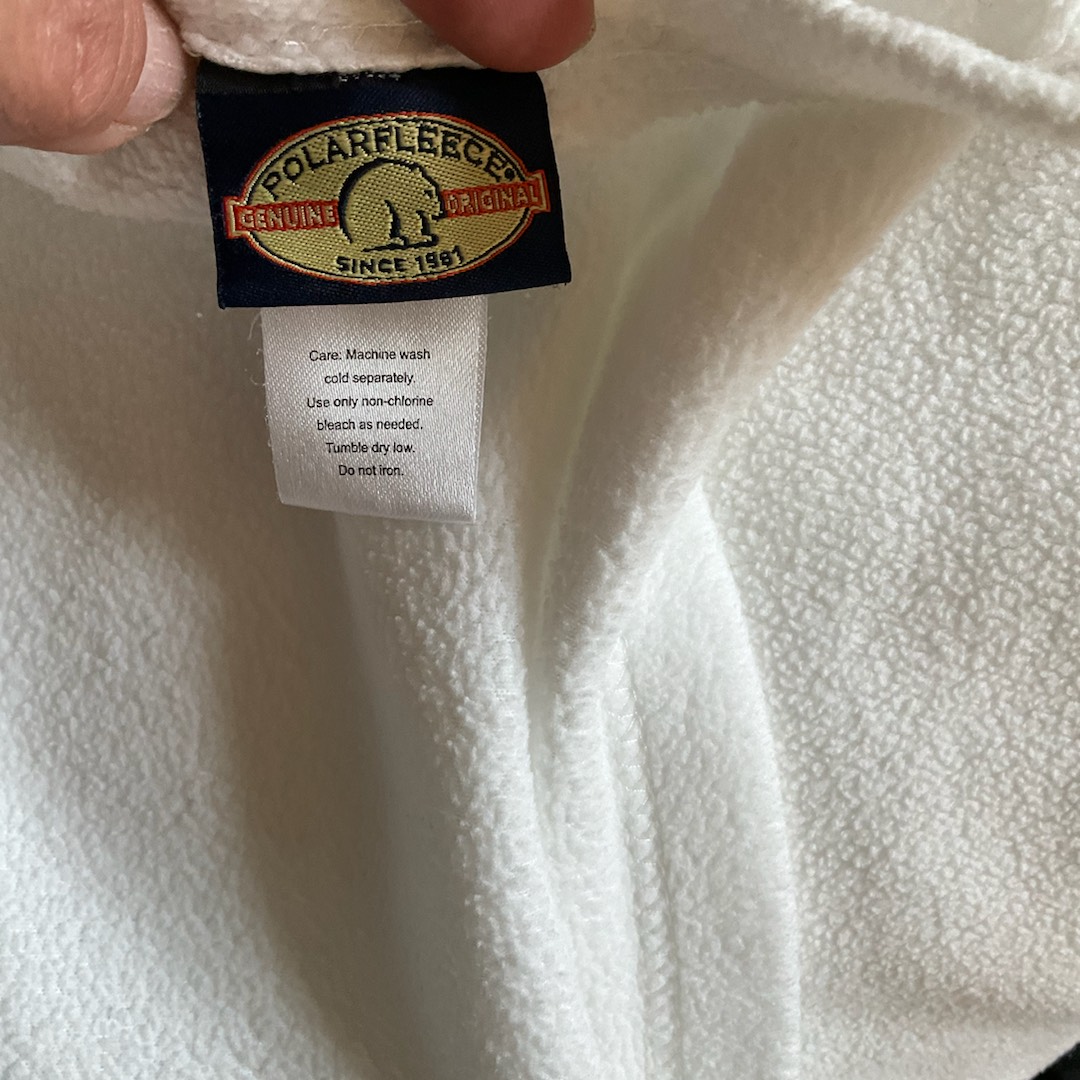 POLARFLEECE®
GENUINE ORIGINAL
SINCE 1981
Care: Machine wash
cold separately.
Use only non-chlorine
bleach as needed.
Tumble dry low.
Do not iron.